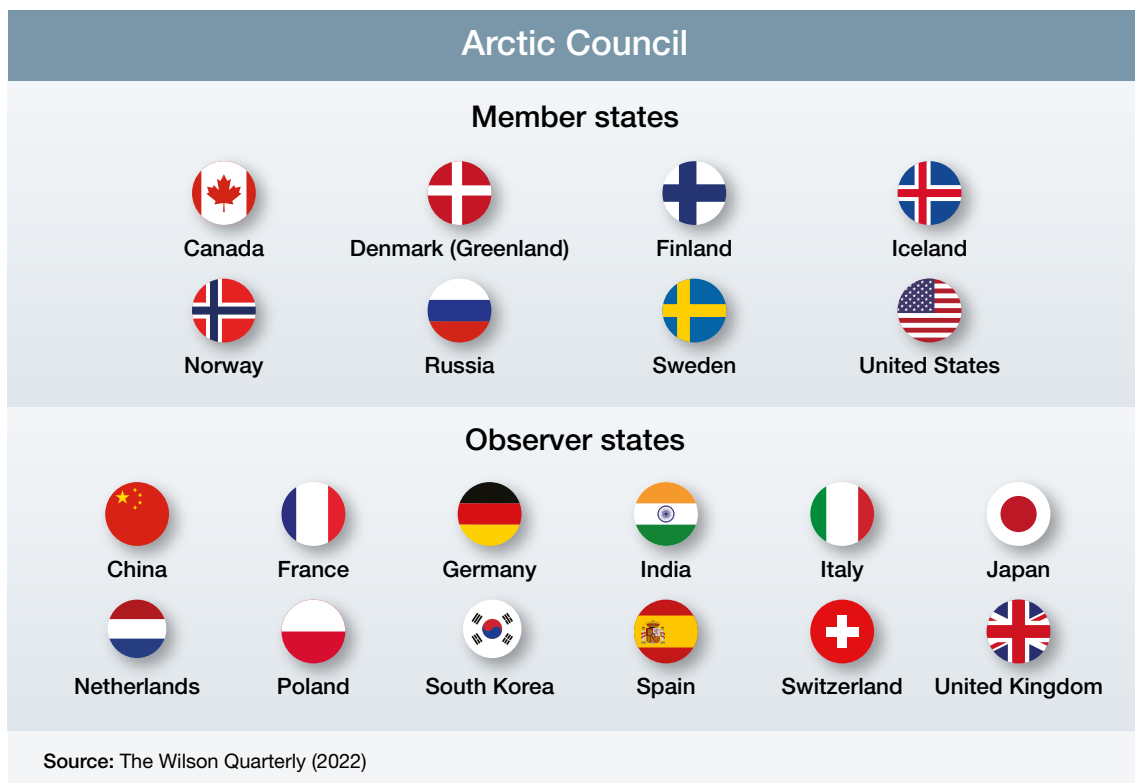 Arctic Council
Member states
Canada
Denmark (Greenland)
Finland
Iceland
Norway
Russia
Sweden
United States
Observer states
China
France
Germany
India
Italy
Japan
Netherlands
Poland
South Korea
Spain
Switzerland
United Kingdom
Source: The Wilson Quarterly (2022)